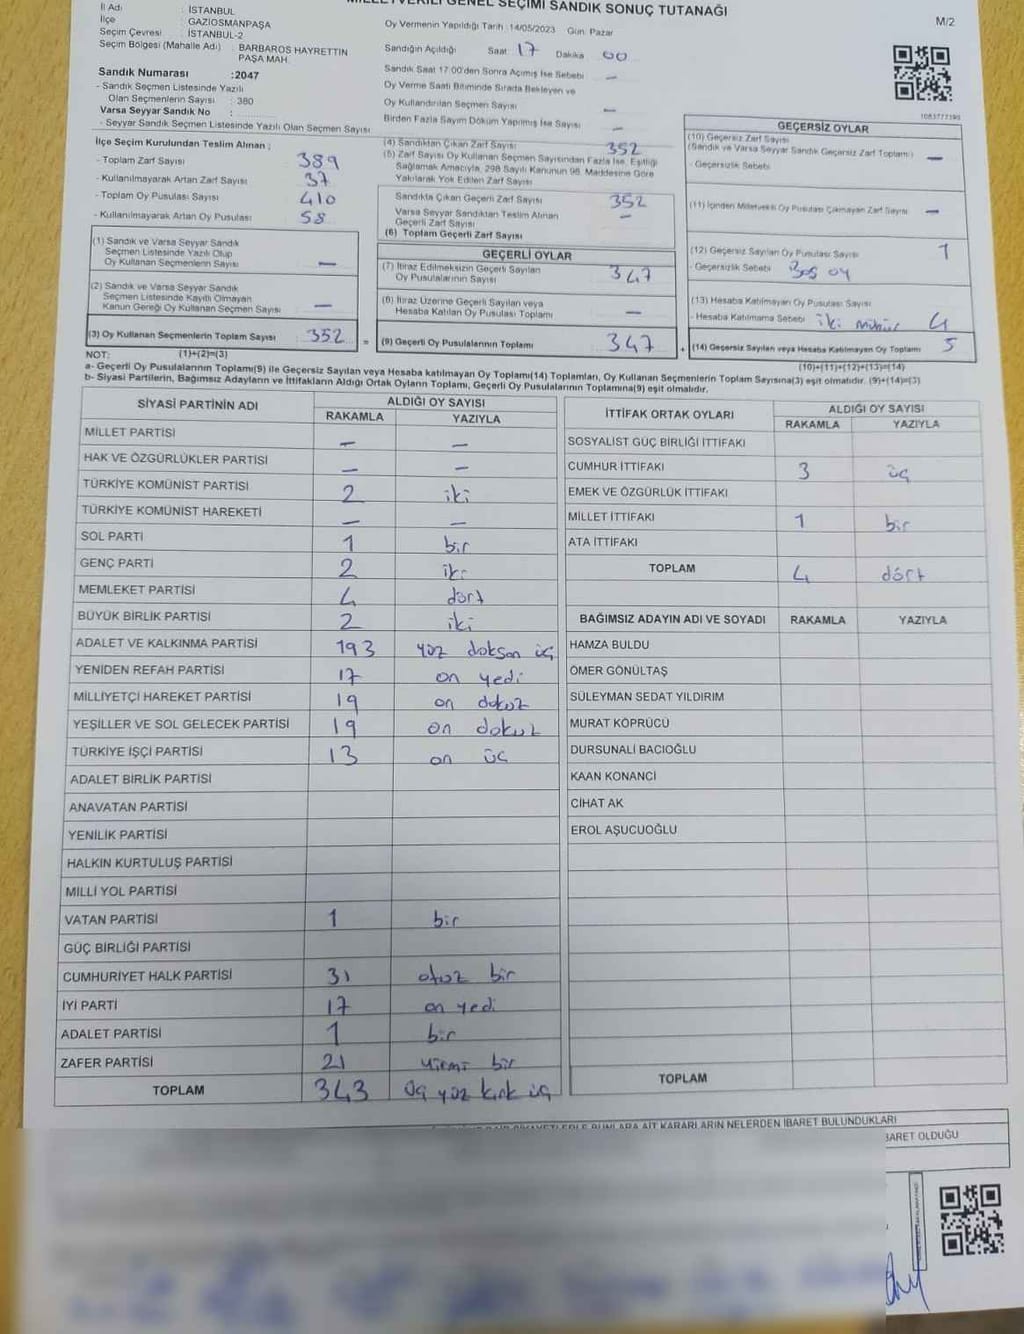 MİLLETVEKİLİ GENEL SEÇİMİ SANDIK SONUÇ TUTANAĞI
M/2
İl Adı : İSTANBUL
İlçe : GAZİOSMANPAŞA
Seçim Çevresi : İSTANBUL-2
Seçim Bölgesi (Mahalle Adı) : BARBAROS HAYRETTIN
PAŞA MAH.
Sandık Numarası :2047
- Sandık Seçmen Listesinde Yazılı
Olan Seçmenlerin Sayısı : 380
Varsa Seyyar Sandık No :
- Seyyar Sandık Seçmen Listesinde Yazılı Olan Seçmen Sayısı
Oy Vermenin Yapıldığı Tarih :14/05/2023 Gün: Pazar
Sandığın Açıldığı Saat 17 Dakika 00
Sandık Saat 17:00'den Sonra Açılmış İse Sebebi —
Oy Verme Saati Bitiminde Sırada Bekleyen ve
Oy Kullandırılan Seçmen Sayısı —
Birden Fazla Sayım Döküm Yapılmış İse Sayısı —
İlçe Seçim Kurulundan Teslim Alınan ;
- Toplam Zarf Sayısı 389
- Kullanılmayarak Artan Zarf Sayısı 37
- Toplam Oy Pusulası Sayısı 410
- Kullanılmayarak Artan Oy Pusulası 58
(1) Sandık ve Varsa Seyyar Sandık
Seçmen Listesinde Yazılı Olup
Oy Kullanan Seçmenlerin Sayısı —
(2) Sandık ve Varsa Seyyar Sandık
Seçmen Listesinde Kayıtlı Olmayan
Kanun Gereği Oy Kullanan Seçmen Sayısı —
(3) Oy Kullanan Seçmenlerin Toplam Sayısı 352
(4) Sandıktan Çıkan Zarf Sayısı 352
(5) Zarf Sayısı Oy Kullanan Seçmen Sayısından Fazla İse, Eşitliği
Sağlamak Amacıyla, 298 Sayılı Kanunun 98. Maddesine Göre
Yakılarak Yok Edilen Zarf Sayısı
Sandıkta Çıkan Geçerli Zarf Sayısı 352
Varsa Seyyar Sandıktan Teslim Alınan
Geçerli Zarf Sayısı —
(6) Toplam Geçerli Zarf Sayısı
GEÇERLİ OYLAR
(7) İtiraz Edilmeksizin Geçerli Sayılan
Oy Pusulalarının Sayısı 347
(8) İtiraz Üzerine Geçerli Sayılan veya
Hesaba Katılan Oy Pusulası Toplamı —
= (9) Geçerli Oy Pusulalarının Toplamı 347
GEÇERSİZ OYLAR
(10) Geçersiz Zarf Sayısı
(Sandık ve Varsa Seyyar Sandık Geçersiz Zarf Toplamı) —
- Geçersizlik Sebebi
(11) İçinden Milletvekili Oy Pusulası Çıkmayan Zarf Sayısı —
(12) Geçersiz Sayılan Oy Pusulası Sayısı 1
- Geçersizlik Sebebi Boş oy
(13) Hesaba Katılmayan Oy Pusulası Sayısı
- Hesaba Katılmama Sebebi iki mühür 4
+ (14) Geçersiz Sayılan veya Hesaba Katılmayan Oy Toplamı 5
NOT: (1)+(2)=(3) (10)+(11)+(12)+(13)=(14)
a- Geçerli Oy Pusulalarının Toplamı(9) ile Geçersiz Sayılan veya Hesaba katılmayan Oy Toplamı(14) Toplamları, Oy Kullanan Seçmenlerin Toplam Sayısına(3) eşit olmalıdır. (9)+(14)=(3)
b- Siyasi Partilerin, Bağımsız Adayların ve İttifakların Aldığı Ortak Oyların Toplamı, Geçerli Oy Pusulalarının Toplamına(9) eşit olmalıdır.
SİYASİ PARTİNİN ADI ALDIĞI OY SAYISI
RAKAMLA YAZIYLA
MİLLET PARTİSİ — —
HAK VE ÖZGÜRLÜKLER PARTİSİ — —
TÜRKİYE KOMÜNİST PARTİSİ 2 iki
TÜRKİYE KOMÜNİST HAREKETİ — —
SOL PARTİ 1 bir
GENÇ PARTİ 2 iki
MEMLEKET PARTİSİ 4 dört
BÜYÜK BİRLİK PARTİSİ 2 iki
ADALET VE KALKINMA PARTİSİ 193 yüz doksan üç
YENİDEN REFAH PARTİSİ 17 on yedi
MİLLİYETÇİ HAREKET PARTİSİ 19 on dokuz
YEŞİLLER VE SOL GELECEK PARTİSİ 19 on dokuz
TÜRKİYE İŞÇİ PARTİSİ 13 on üç
ADALET BİRLİK PARTİSİ
ANAVATAN PARTİSİ
YENİLİK PARTİSİ
HALKIN KURTULUŞ PARTİSİ
MİLLİ YOL PARTİSİ
VATAN PARTİSİ 1 bir
GÜÇ BİRLİĞİ PARTİSİ
CUMHURİYET HALK PARTİSİ 31 otuz bir
İYİ PARTİ 17 on yedi
ADALET PARTİSİ 1 bir
ZAFER PARTİSİ 21 yirmi bir
TOPLAM 343 Üç yüz kırk üç
İTTİFAK ORTAK OYLARI ALDIĞI OY SAYISI
RAKAMLA YAZIYLA
SOSYALİST GÜÇ BİRLİĞİ İTTİFAKI
CUMHUR İTTİFAKI 3 üç
EMEK VE ÖZGÜRLÜK İTTİFAKI
MİLLET İTTİFAKI 1 bir
ATA İTTİFAKI
TOPLAM 4 dört
BAĞIMSIZ ADAYIN ADI VE SOYADI RAKAMLA YAZIYLA
HAMZA BULDU
ÖMER GÖNÜLTAŞ
SÜLEYMAN SEDAT YILDIRIM
MURAT KÖPRÜCÜ
DURSUNALİ BACIOĞLU
KAAN KONANCİ
CİHAT AK
EROL AŞUCUOĞLU
TOPLAM
KARARLARIN NELERDEN İBARET BULUNDUKLARI
İBARET OLDUĞU